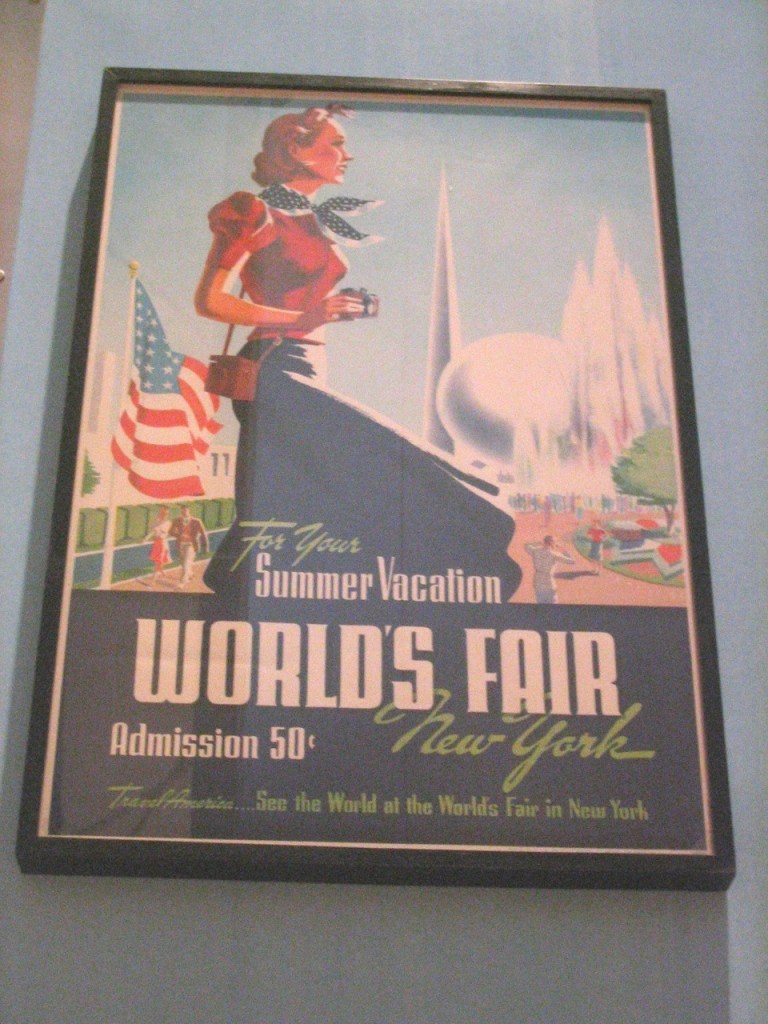 For Your
Summer Vacation
WORLD'S FAIR
New York
Admission 50¢
Travel America....See the World at the World's Fair in New York